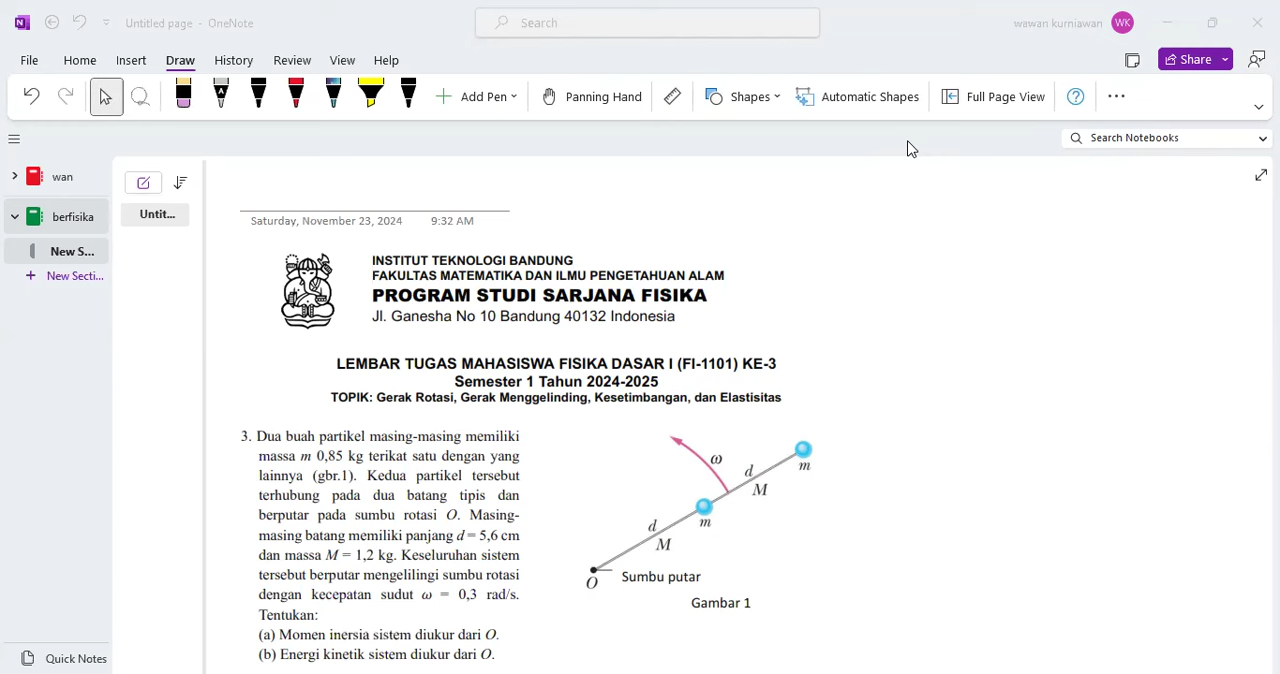 Untitled page - OneNote
Search
wawan kurniawan
WK
File Home Insert Draw History Review View Help
Share
A
Add Pen
Panning Hand
Shapes
Automatic Shapes
Full Page View
Search Notebooks
wan
berfisika
New S...
New Secti...
Untit...
Quick Notes
Saturday, November 23, 2024 9:32 AM
INSTITUT TEKNOLOGI BANDUNG
FAKULTAS MATEMATIKA DAN ILMU PENGETAHUAN ALAM
PROGRAM STUDI SARJANA FISIKA
Jl. Ganesha No 10 Bandung 40132 Indonesia
LEMBAR TUGAS MAHASISWA FISIKA DASAR I (FI-1101) KE-3
Semester 1 Tahun 2024-2025
TOPIK: Gerak Rotasi, Gerak Menggelinding, Kesetimbangan, dan Elastisitas
3. Dua buah partikel masing-masing memiliki
massa m 0,85 kg terikat satu dengan yang
lainnya (gbr.1). Kedua partikel tersebut
terhubung pada dua batang tipis dan
berputar pada sumbu rotasi O. Masing-
masing batang memiliki panjang d = 5,6 cm
dan massa M = 1,2 kg. Keseluruhan sistem
tersebut berputar mengelilingi sumbu rotasi
dengan kecepatan sudut ω = 0,3 rad/s.
Tentukan:
(a) Momen inersia sistem diukur dari O.
(b) Energi kinetik sistem diukur dari O.
ω
d
m
M
d
m
M
O
Sumbu putar
Gambar 1